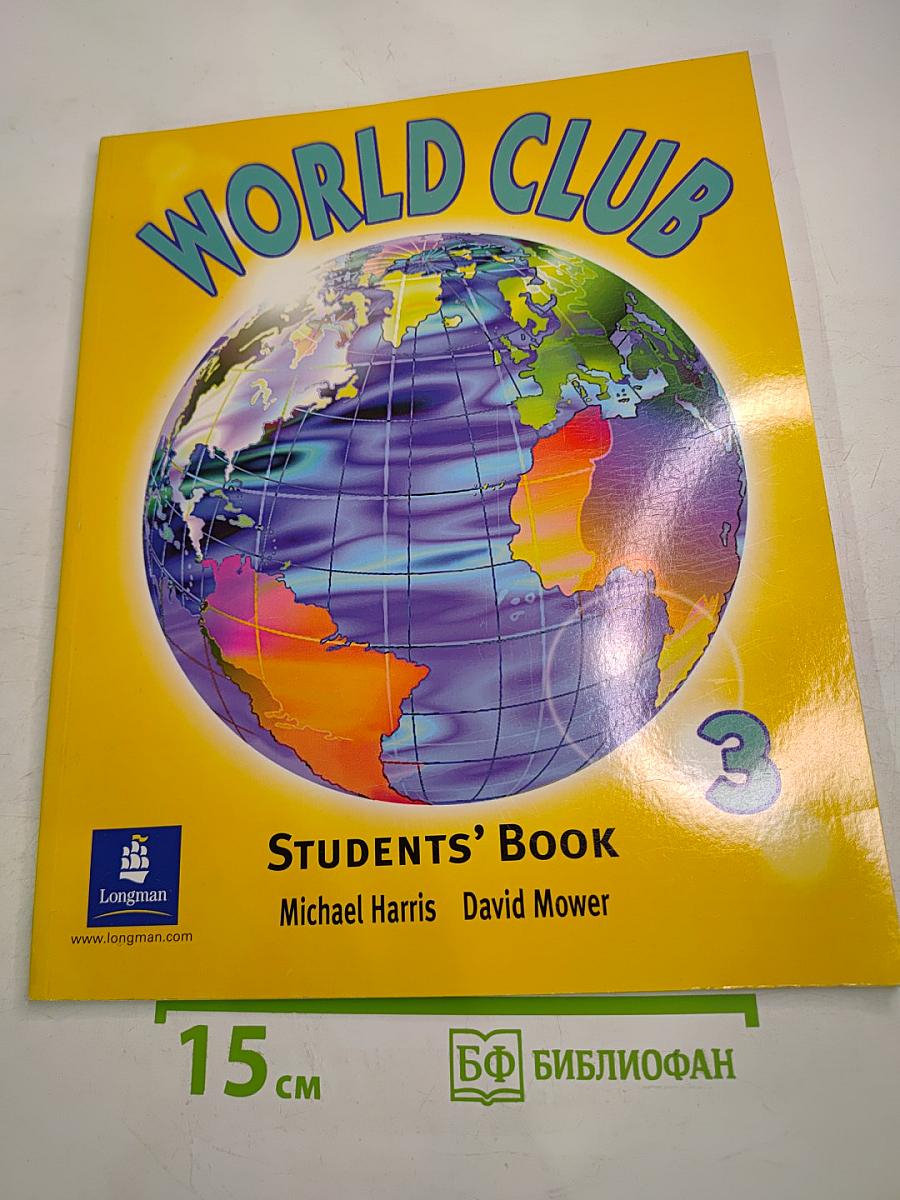 WORLD CLUB
3
STUDENTS' BOOK
Michael Harris David Mower
Longman
www.longman.com
15 см
БФ БИБЛИОФАН